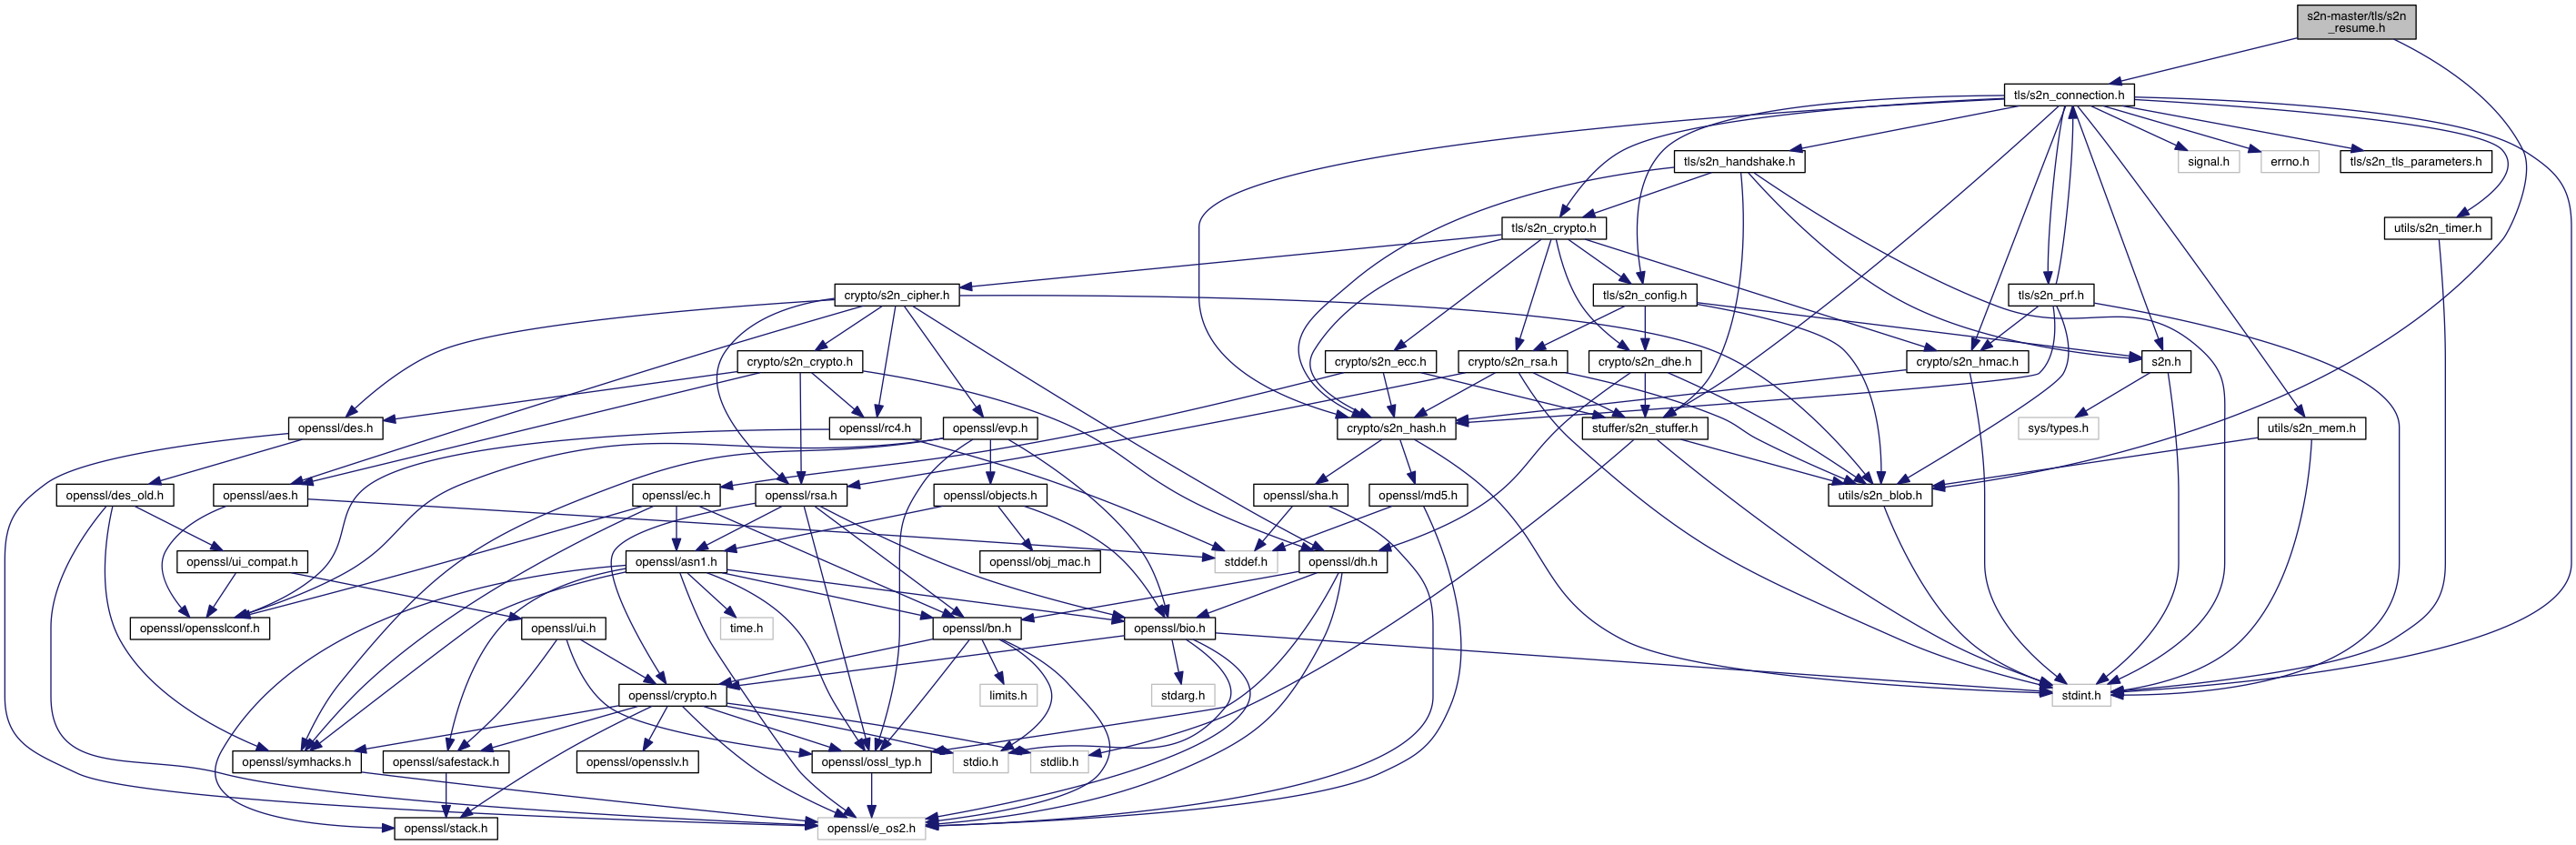 s2n-master/tls/s2n
_resume.h
tls/s2n_connection.h
tls/s2n_handshake.h
signal.h
errno.h
tls/s2n_tls_parameters.h
tls/s2n_crypto.h
utils/s2n_timer.h
crypto/s2n_cipher.h
tls/s2n_config.h
tls/s2n_prf.h
crypto/s2n_crypto.h
crypto/s2n_ecc.h
crypto/s2n_rsa.h
crypto/s2n_dhe.h
crypto/s2n_hmac.h
s2n.h
openssl/des.h
openssl/rc4.h
openssl/evp.h
crypto/s2n_hash.h
stuffer/s2n_stuffer.h
sys/types.h
utils/s2n_mem.h
openssl/des_old.h
openssl/aes.h
openssl/ec.h
openssl/rsa.h
openssl/objects.h
openssl/sha.h
openssl/md5.h
utils/s2n_blob.h
openssl/ui_compat.h
openssl/asn1.h
openssl/obj_mac.h
stddef.h
openssl/dh.h
openssl/opensslconf.h
openssl/ui.h
time.h
openssl/bn.h
openssl/bio.h
openssl/crypto.h
limits.h
stdarg.h
stdint.h
openssl/symhacks.h
openssl/safestack.h
openssl/opensslv.h
openssl/ossl_typ.h
stdio.h
stdlib.h
openssl/stack.h
openssl/e_os2.h